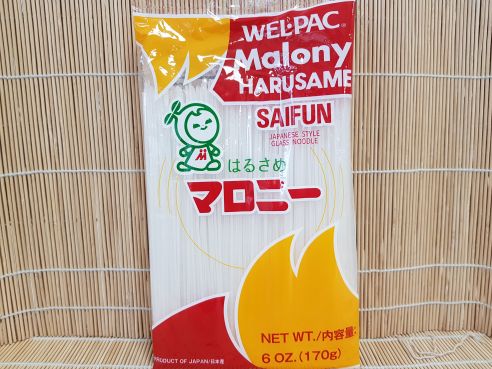 WEL·PAC®
Malony
HARUSAME
SAIFUN
JAPANESE STYLE
GLASS NOODLE
はるさめ
マロニー
NET WT./内容量:
6 OZ.(170g)
PRODUCT OF JAPAN/日本産